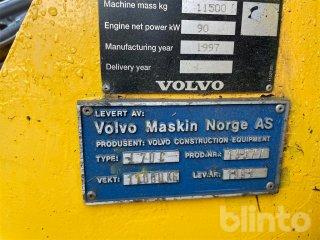 Machine mass kg 11500
Engine net power kW 90
Manufacturing year 1997
Delivery year
VOLVO
LEVERT AV:
Volvo Maskin Norge AS
PRODUSENT: VOLVO CONSTRUCTION EQUIPMENT
TYPE:
PROD.NR.:
VEKT:
LEV.ÅR:
blinto